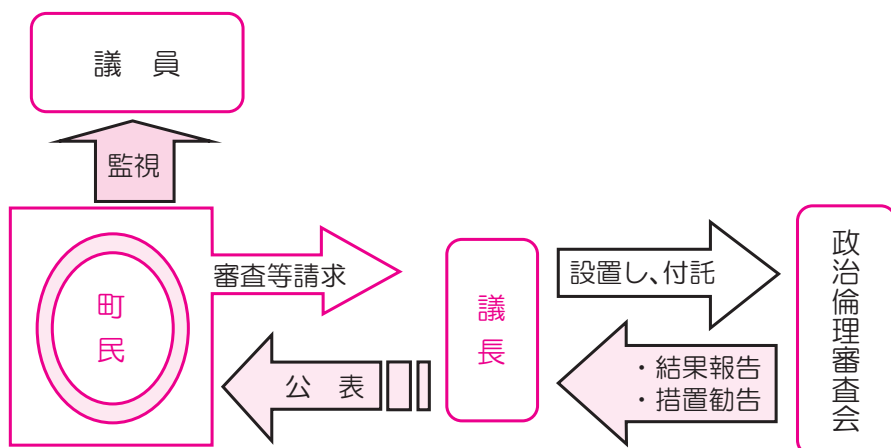 議　員
監視
町民
審査等請求
公　表
議長
設置し、付託
・結果報告
・措置勧告
政治倫理審査会